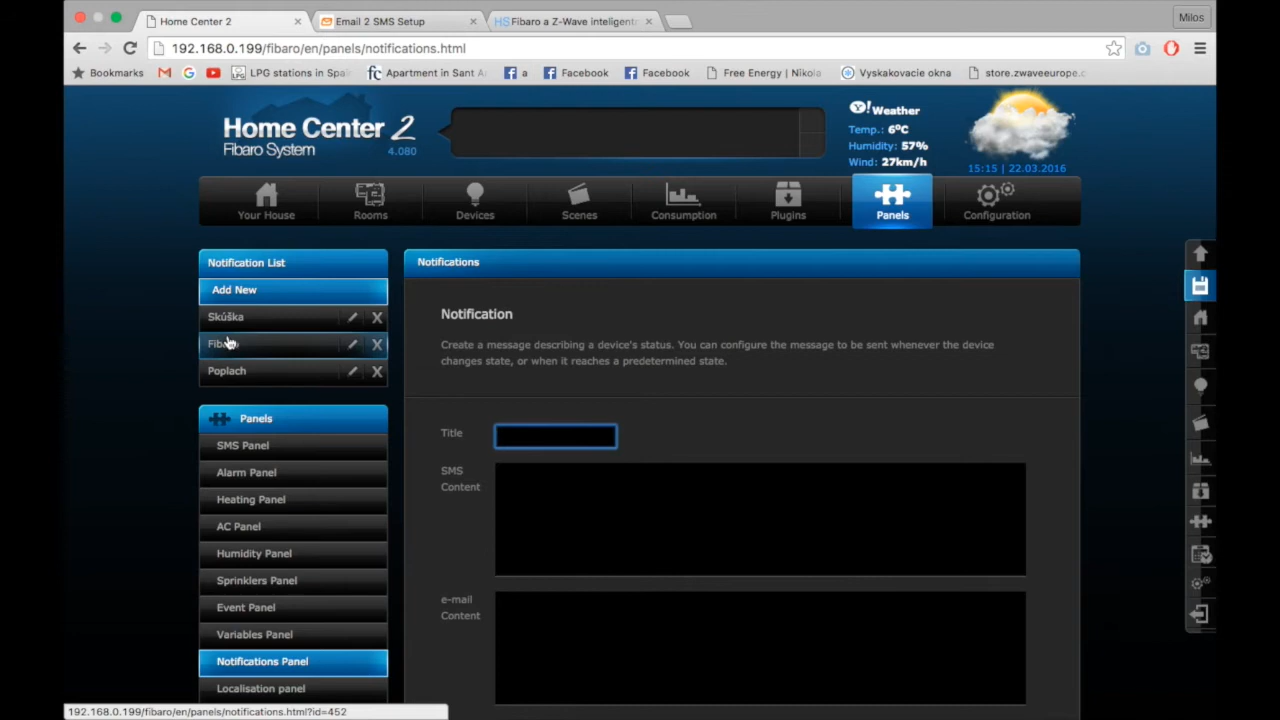 Home Center 2
Email 2 SMS Setup
Fibaro a Z-Wave inteligentn
Milos
192.168.0.199/fibaro/en/panels/notifications.html
Bookmarks
LPG stations in Spai
Apartment in Sant A
a
Facebook
Facebook
Free Energy | Nikola
Vyskakovacie okna
store.zwaveeurope.c
Home Center 2
Fibaro System
4.080
Y! Weather
Temp.: 6°C
Humidity: 57%
Wind: 27km/h
15:15 | 22.03.2016
Your House
Rooms
Devices
Scenes
Consumption
Plugins
Panels
Configuration
Notification List
Add New
Skúška
Poplach
Panels
SMS Panel
Alarm Panel
Heating Panel
AC Panel
Humidity Panel
Sprinklers Panel
Event Panel
Variables Panel
Notifications Panel
Localisation panel
Notifications
Notification
Create a message describing a device's status. You can configure the message to be sent whenever the device
changes state, or when it reaches a predetermined state.
Title
SMS
Content
e-mail
Content
192.168.0.199/fibaro/en/panels/notifications.html?id=452